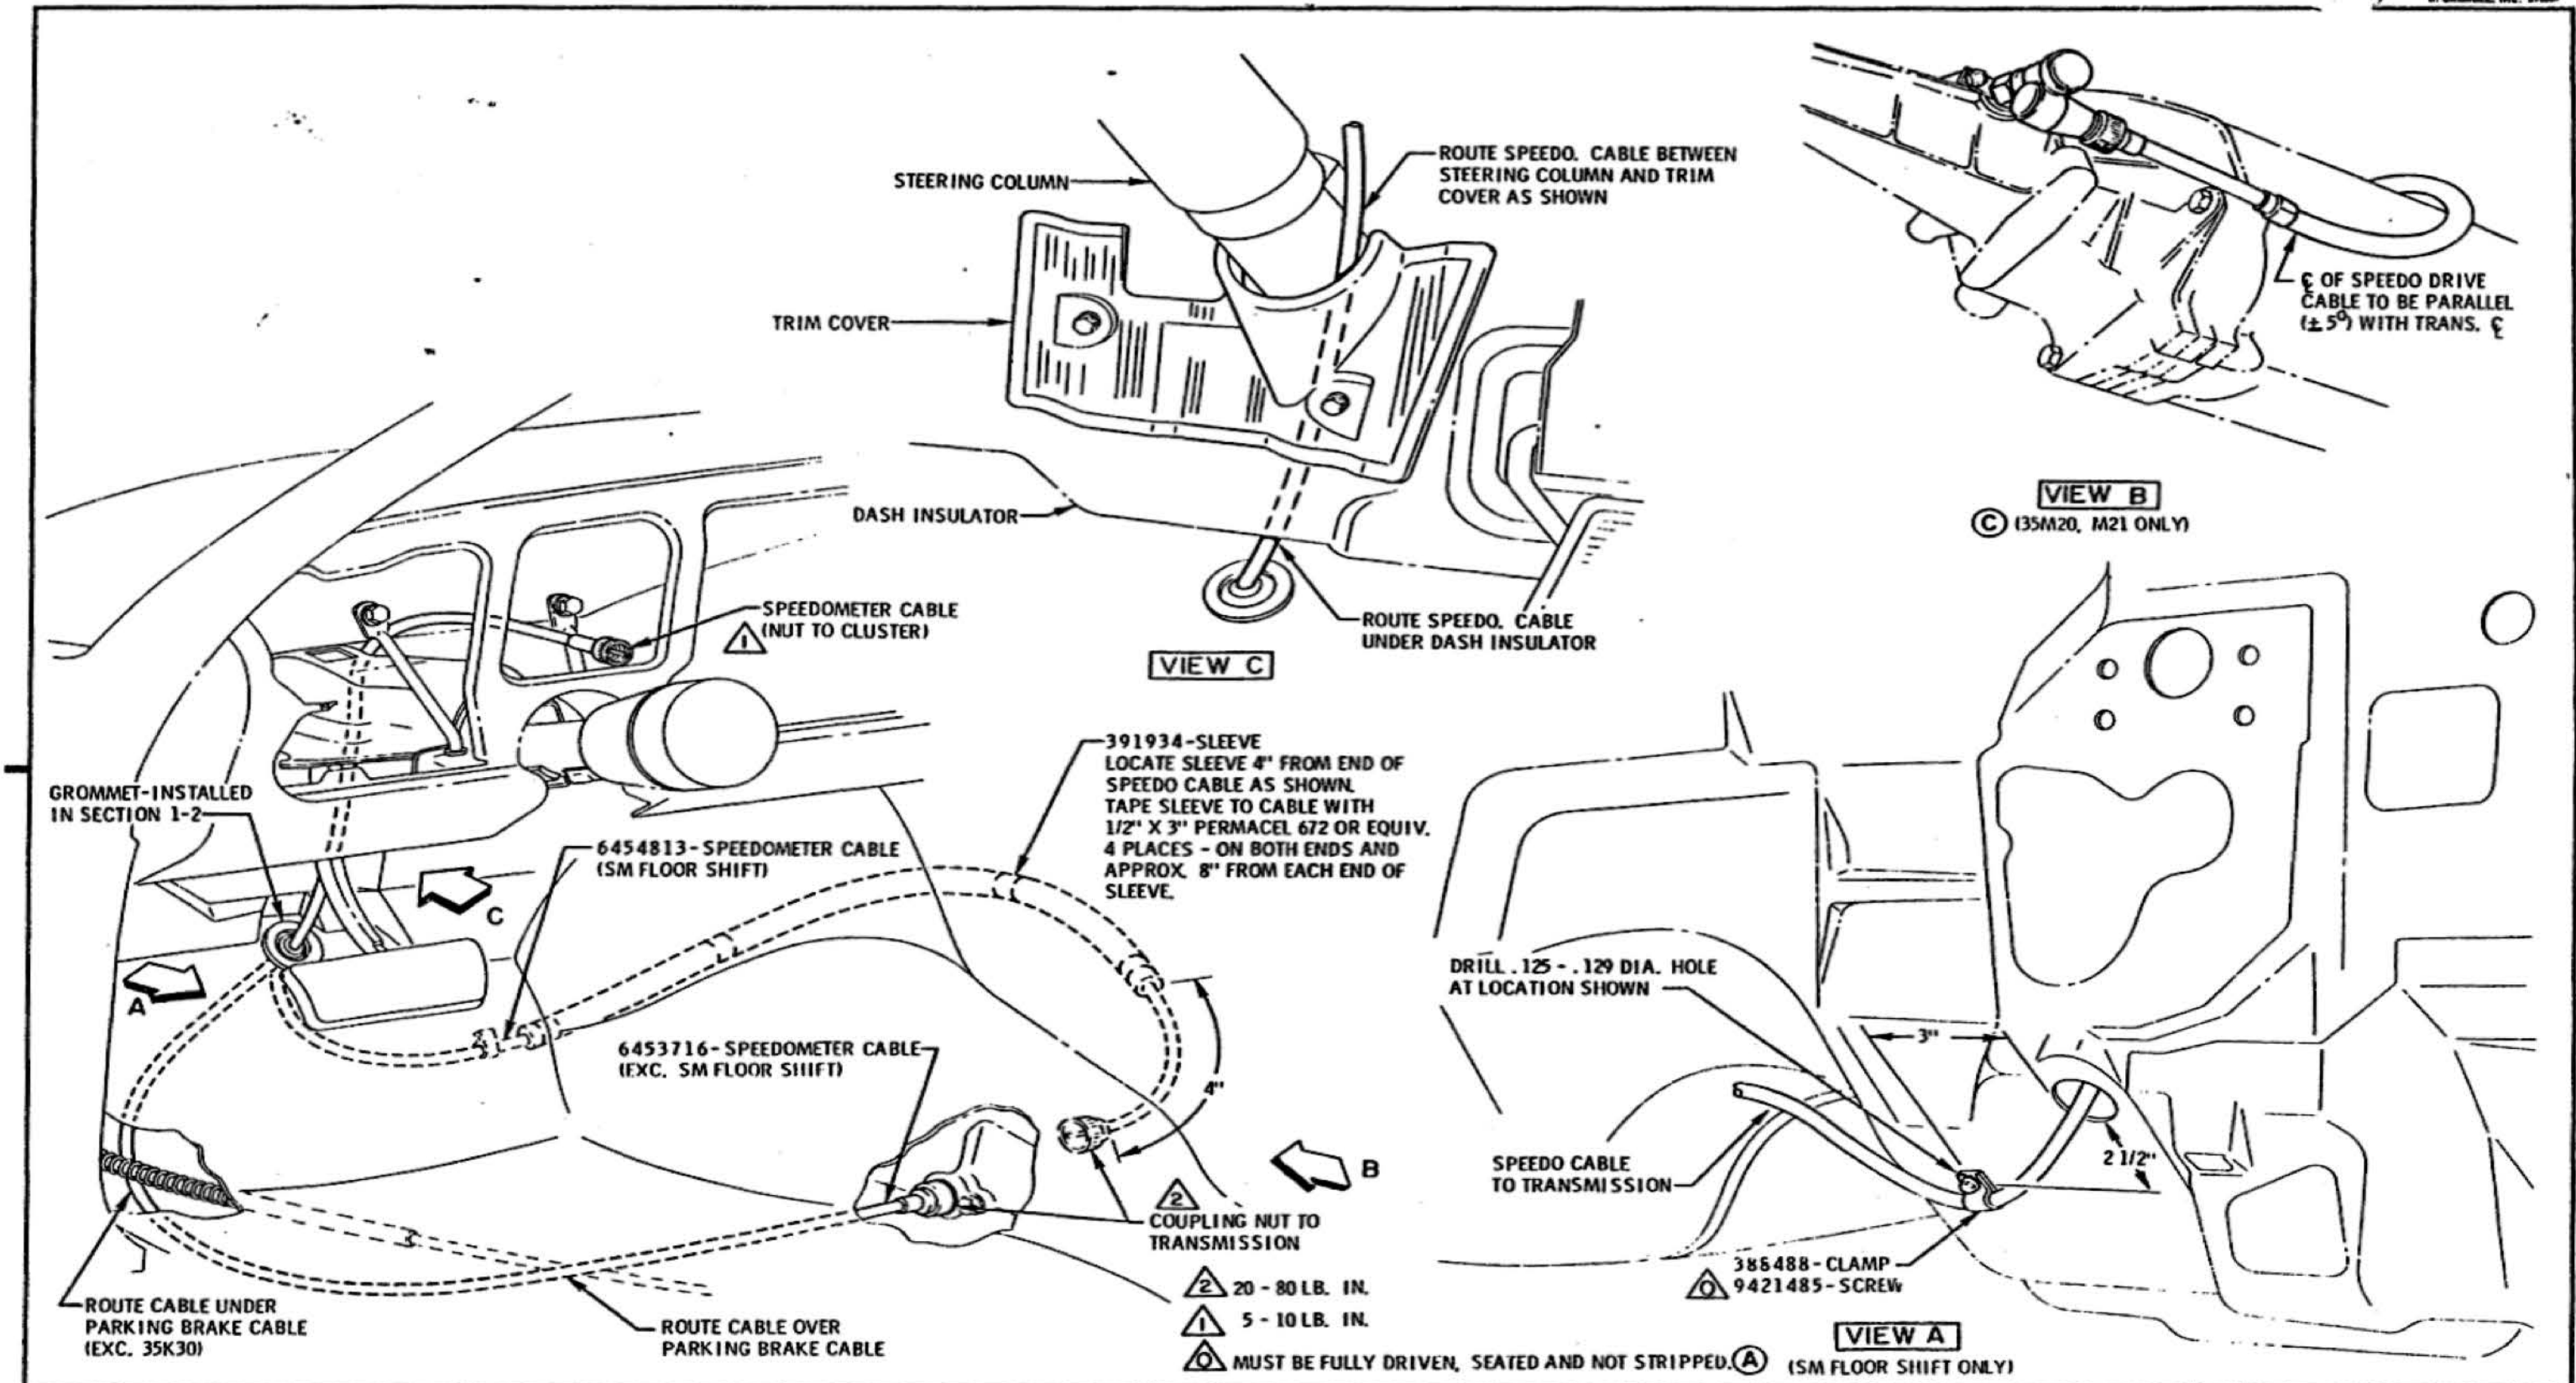 STEERING COLUMN
ROUTE SPEEDO. CABLE BETWEEN
STEERING COLUMN AND TRIM
COVER AS SHOWN
TRIM COVER
℄ OF SPEEDO DRIVE
CABLE TO BE PARALLEL
(±5°) WITH TRANS. ℄
DASH INSULATOR
VIEW B
C (35M20, M21 ONLY)
SPEEDOMETER CABLE
1 (NUT TO CLUSTER)
ROUTE SPEEDO. CABLE
UNDER DASH INSULATOR
VIEW C
391934-SLEEVE
LOCATE SLEEVE 4" FROM END OF
SPEEDO CABLE AS SHOWN.
TAPE SLEEVE TO CABLE WITH
1/2" X 3" PERMACEL 672 OR EQUIV.
4 PLACES - ON BOTH ENDS AND
APPROX. 8" FROM EACH END OF
SLEEVE.
GROMMET-INSTALLED
IN SECTION 1-2
6454813-SPEEDOMETER CABLE
(SM FLOOR SHIFT)
C
A
DRILL .125 - .129 DIA. HOLE
AT LOCATION SHOWN
3"
6453716-SPEEDOMETER CABLE
(EXC. SM FLOOR SHIFT)
4"
B
SPEEDO CABLE
TO TRANSMISSION
2 1/2"
2
COUPLING NUT TO
TRANSMISSION
388488-CLAMP
0 9421485-SCREW
2 20 - 80 LB. IN.
1 5 - 10 LB. IN.
0 MUST BE FULLY DRIVEN, SEATED AND NOT STRIPPED. A
ROUTE CABLE UNDER
PARKING BRAKE CABLE
(EXC. 35K30)
ROUTE CABLE OVER
PARKING BRAKE CABLE
VIEW A
(SM FLOOR SHIFT ONLY)